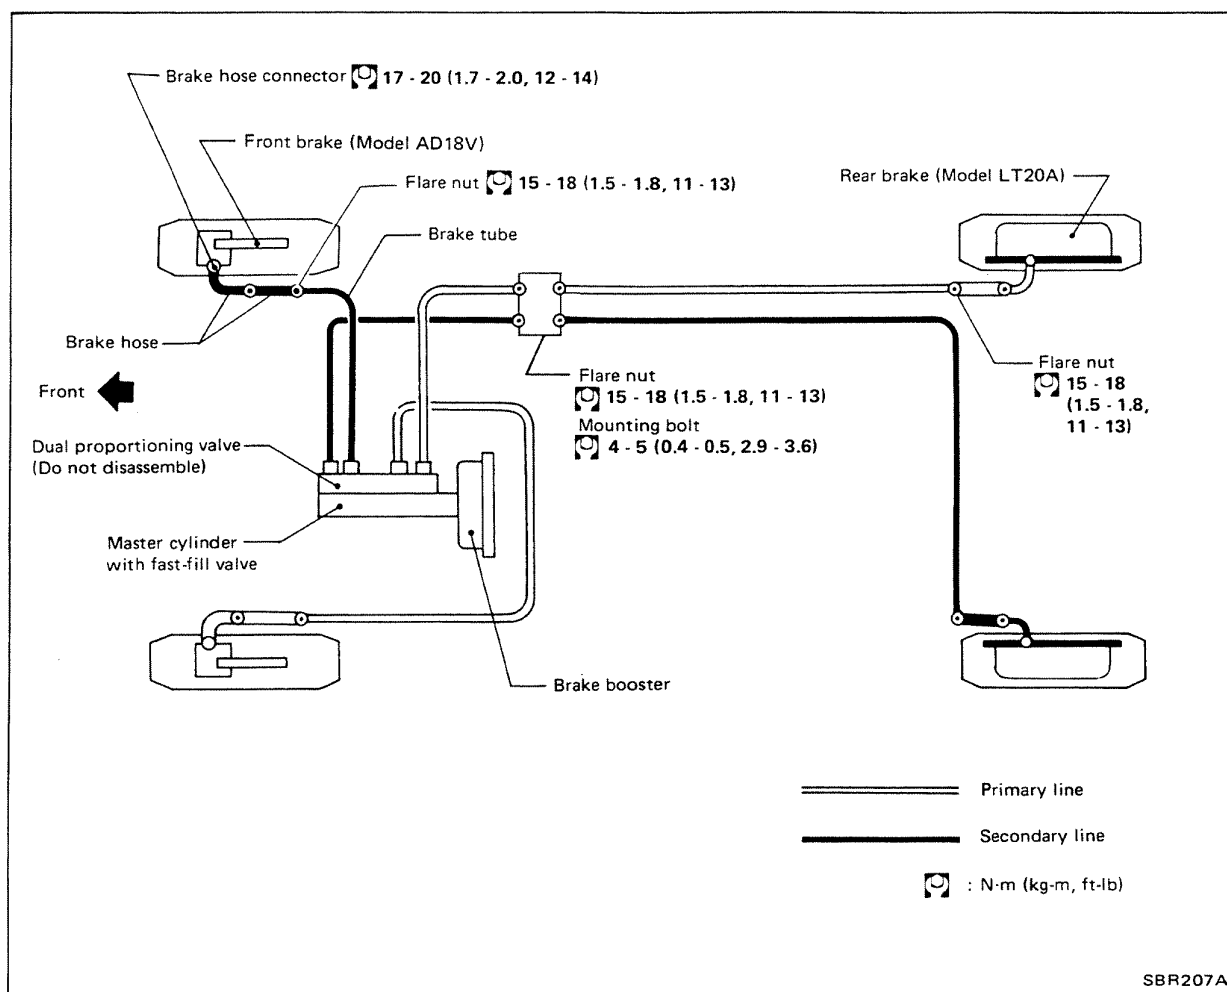 Brake hose connector 17 - 20 (1.7 - 2.0, 12 - 14)
Front brake (Model AD18V)
Flare nut 15 - 18 (1.5 - 1.8, 11 - 13)
Rear brake (Model LT20A)
Brake tube
Brake hose
Front
Flare nut
15 - 18 (1.5 - 1.8, 11 - 13)
Mounting bolt
4 - 5 (0.4 - 0.5, 2.9 - 3.6)
Flare nut
15 - 18
(1.5 - 1.8,
11 - 13)
Dual proportioning valve
(Do not disassemble)
Master cylinder
with fast-fill valve
Brake booster
Primary line
Secondary line
: N·m (kg-m, ft-lb)
SBR207A